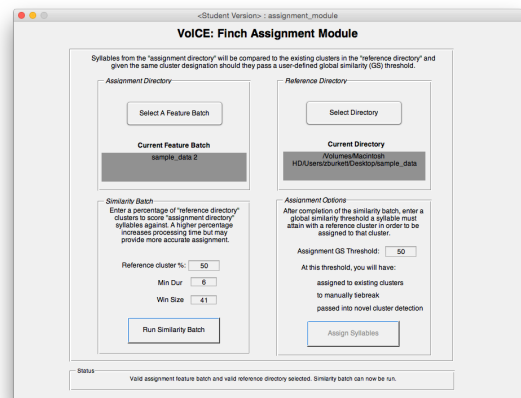 <Student Version> : assignment_module
VoICE: Finch Assignment Module
Syllables from the "assignment directory" will be compared to the existing clusters in the "reference directory" and
given the same cluster designation should they pass a user-defined global similarity (GS) threshold.
Assignment Directory
Select A Feature Batch
Current Feature Batch
sample_data 2
Reference Directory
Select Directory
Current Directory
/Volumes/Macintosh
HD/Users/zburkett/Desktop/sample_data
Similarity Batch
Enter a percentage of "reference directory"
clusters to score "assignment directory"
syllables against. A higher percentage
increases processing time but may
provide more accurate assignment.
Reference cluster %: 50
Min Dur 6
Win Size 41
Run Similarity Batch
Assignment Options
After completion of the similarity batch, enter a
global similarity threshold a syllable must
attain with a reference cluster in order to be
assigned to that cluster.
Assignment GS Threshold: 50
At this threshold, you will have:
assigned to existing clusters
to manually tiebreak
passed into novel cluster detection
Assign Syllables
Status
Valid assignment feature batch and valid reference directory selected. Similarity batch can now be run.